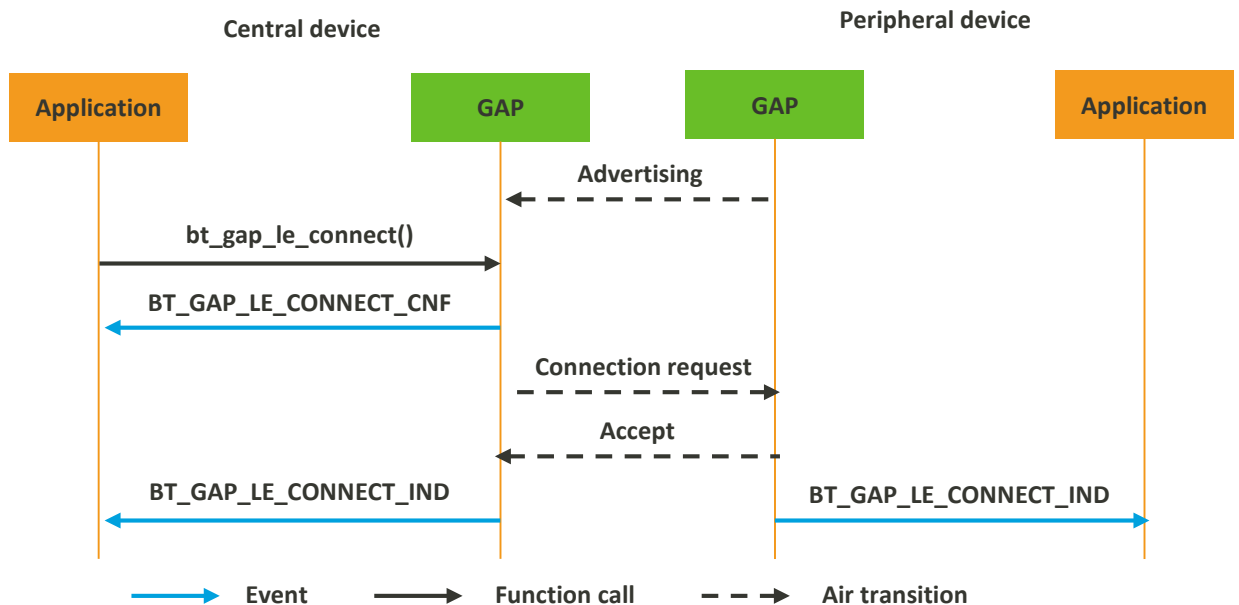 Central device
Peripheral device
Application
GAP
GAP
Application
Advertising
bt_gap_le_connect()
BT_GAP_LE_CONNECT_CNF
Connection request
Accept
BT_GAP_LE_CONNECT_IND
BT_GAP_LE_CONNECT_IND
Event
Function call
Air transition